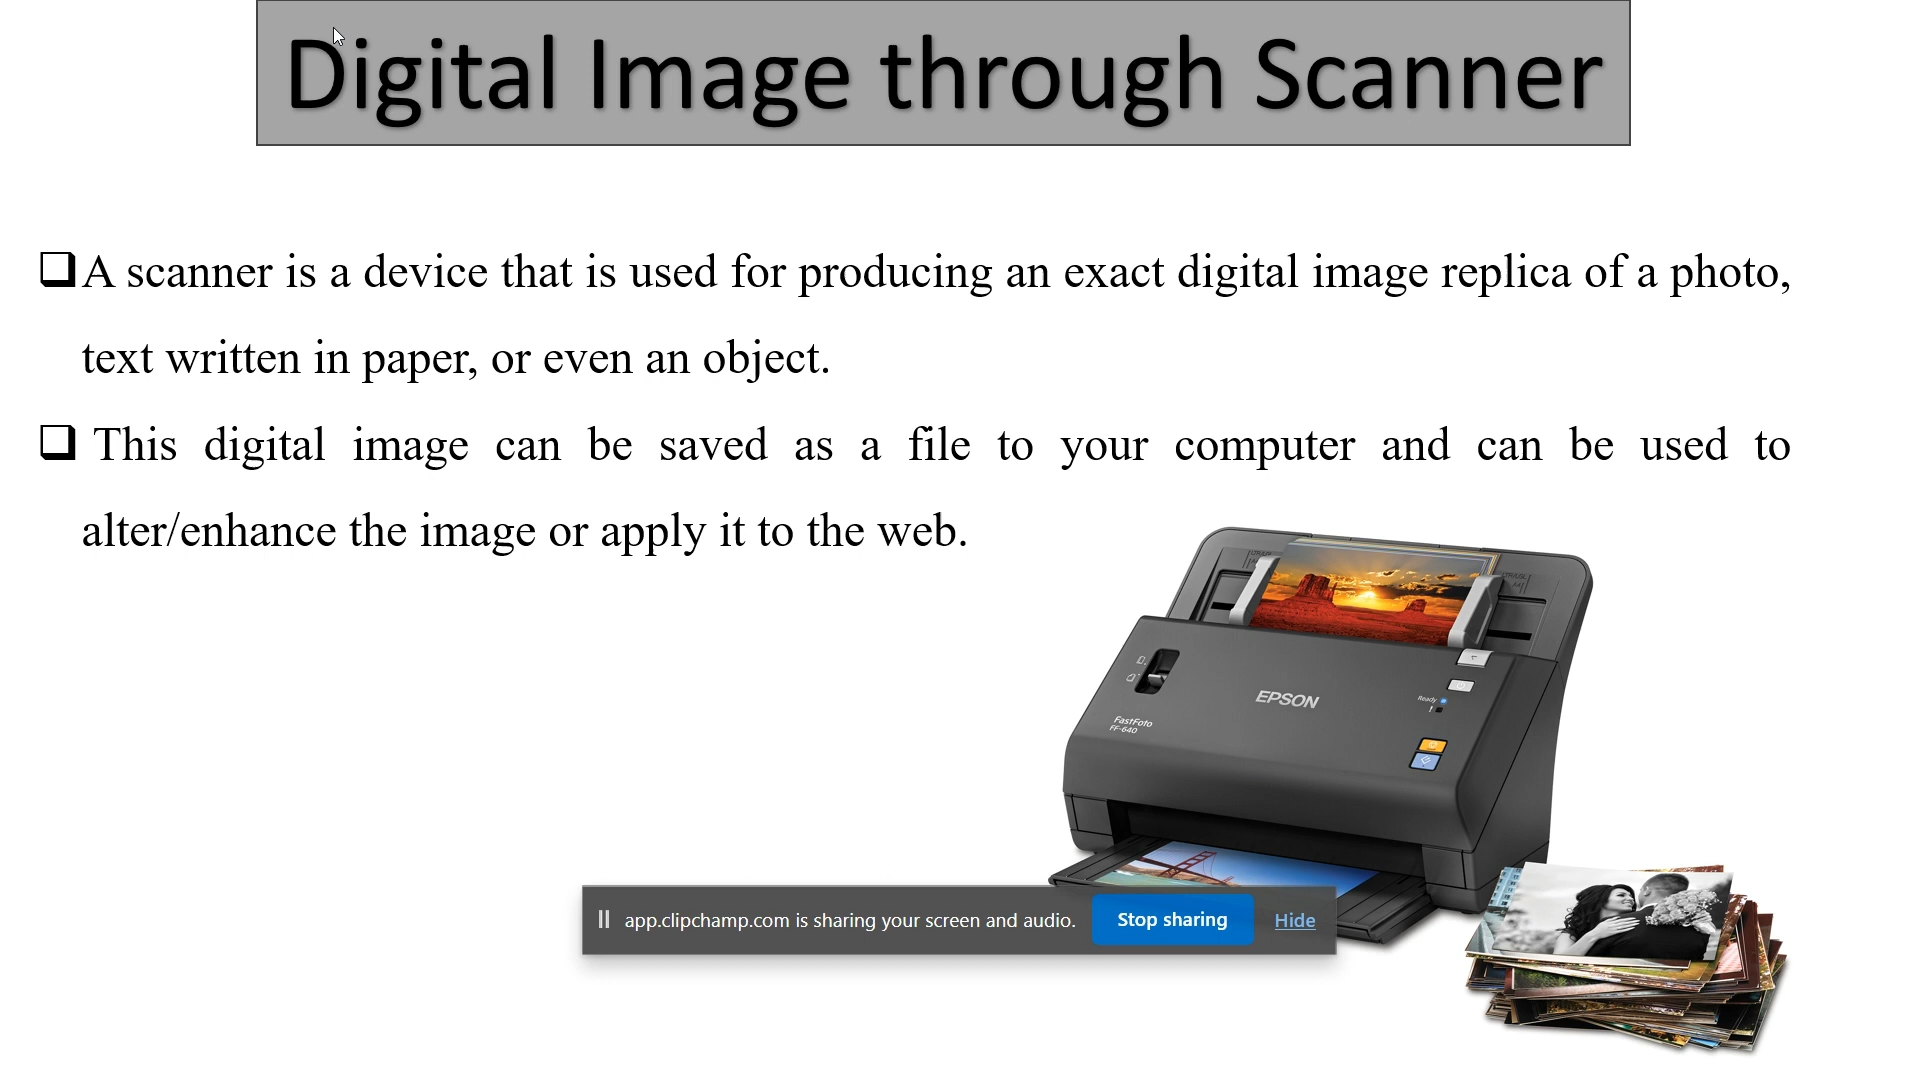 Digital Image through Scanner
A scanner is a device that is used for producing an exact digital image replica of a photo,
text written in paper, or even an object.
This digital image can be saved as a file to your computer and can be used to
alter/enhance the image or apply it to the web.
EPSON
Ready
FastFoto
FF-640
app.clipchamp.com is sharing your screen and audio. Stop sharing Hide